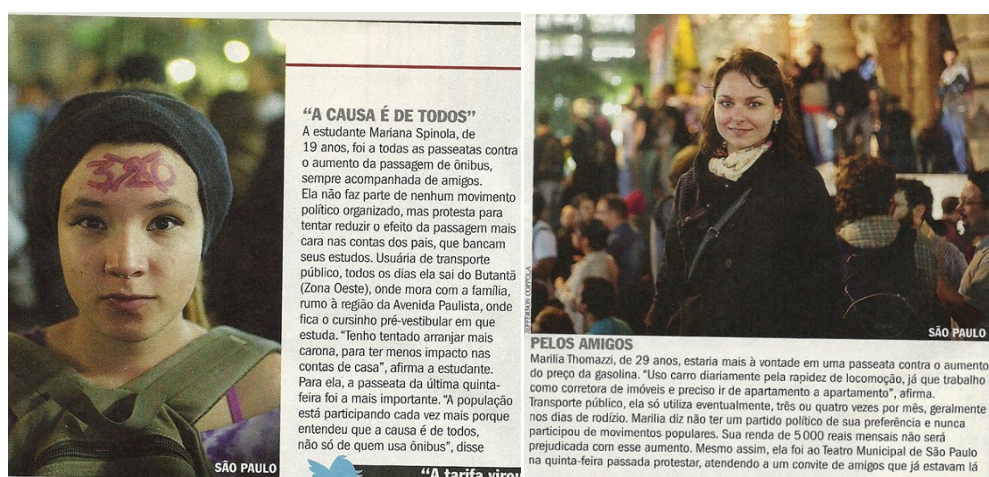 3,20
SÃO PAULO
“A CAUSA É DE TODOS”
A estudante Mariana Spinola, de
19 anos, foi a todas as passeatas contra
o aumento da passagem de ônibus,
sempre acompanhada de amigos.
Ela não faz parte de nenhum movimento
político organizado, mas protesta para
tentar reduzir o efeito da passagem mais
cara nas contas dos pais, que bancam
seus estudos. Usuária de transporte
público, todos os dias ela sai do Butantã
(Zona Oeste), onde mora com a família,
rumo à região da Avenida Paulista, onde
fica o cursinho pré-vestibular em que
estuda. “Tenho tentado arranjar mais
carona, para ter menos impacto nas
contas de casa”, afirma a estudante.
Para ela, a passeata da última quinta-
feira foi a mais importante. “A população
está participando cada vez mais porque
entendeu que a causa é de todos,
não só de quem usa ônibus”, disse
“A tarifa virou
JEFFERSON COPPOLA
SÃO PAULO
PELOS AMIGOS
Marilia Thomazzi, de 29 anos, estaria mais à vontade em uma passeata contra o aumento
do preço da gasolina. “Uso carro diariamente pela rapidez de locomoção, já que trabalho
como corretora de imóveis e preciso ir de apartamento a apartamento”, afirma.
Transporte público, ela só utiliza eventualmente, três ou quatro vezes por mês, geralmente
nos dias de rodízio. Marilia diz não ter um partido político de sua preferência e nunca
participou de movimentos populares. Sua renda de 5 000 reais mensais não será
prejudicada com esse aumento. Mesmo assim, ela foi ao Teatro Municipal de São Paulo
na quinta-feira passada protestar, atendendo a um convite de amigos que já estavam lá